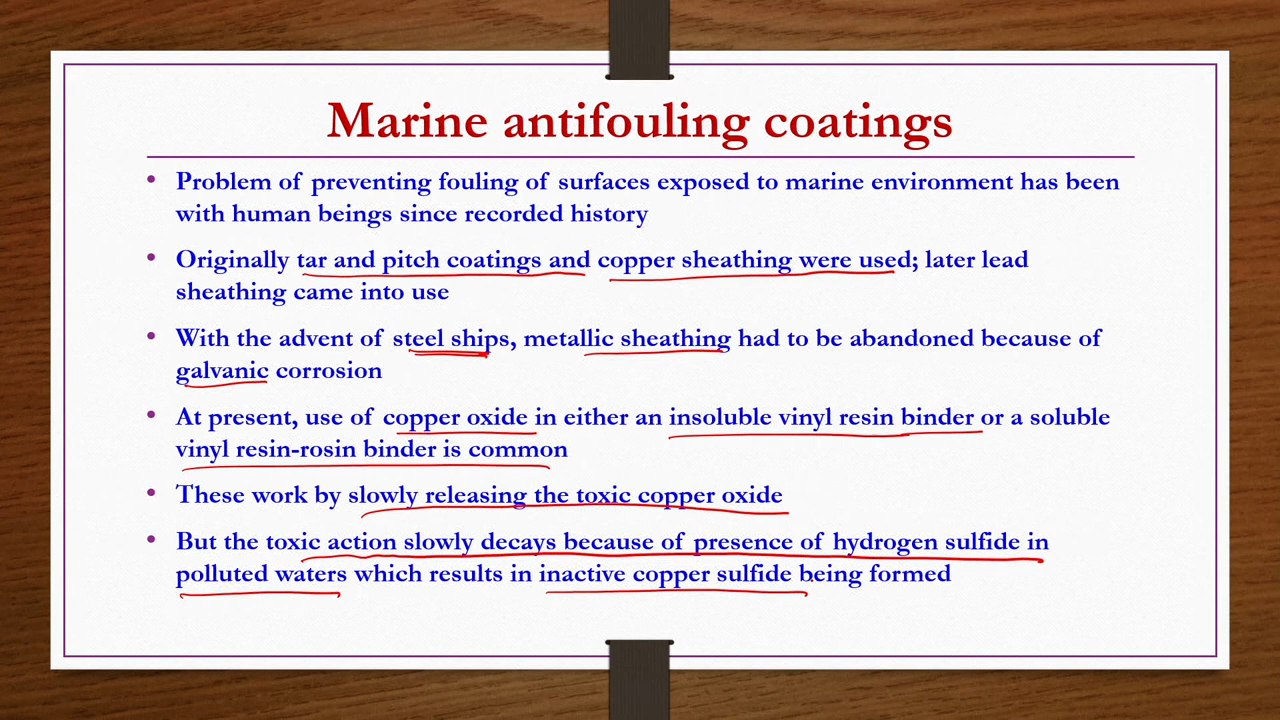 Marine antifouling coatings
• Problem of preventing fouling of surfaces exposed to marine environment has been
with human beings since recorded history
• Originally tar and pitch coatings and copper sheathing were used; later lead
sheathing came into use
• With the advent of steel ships, metallic sheathing had to be abandoned because of
galvanic corrosion
• At present, use of copper oxide in either an insoluble vinyl resin binder or a soluble
vinyl resin-rosin binder is common
• These work by slowly releasing the toxic copper oxide
• But the toxic action slowly decays because of presence of hydrogen sulfide in
polluted waters which results in inactive copper sulfide being formed